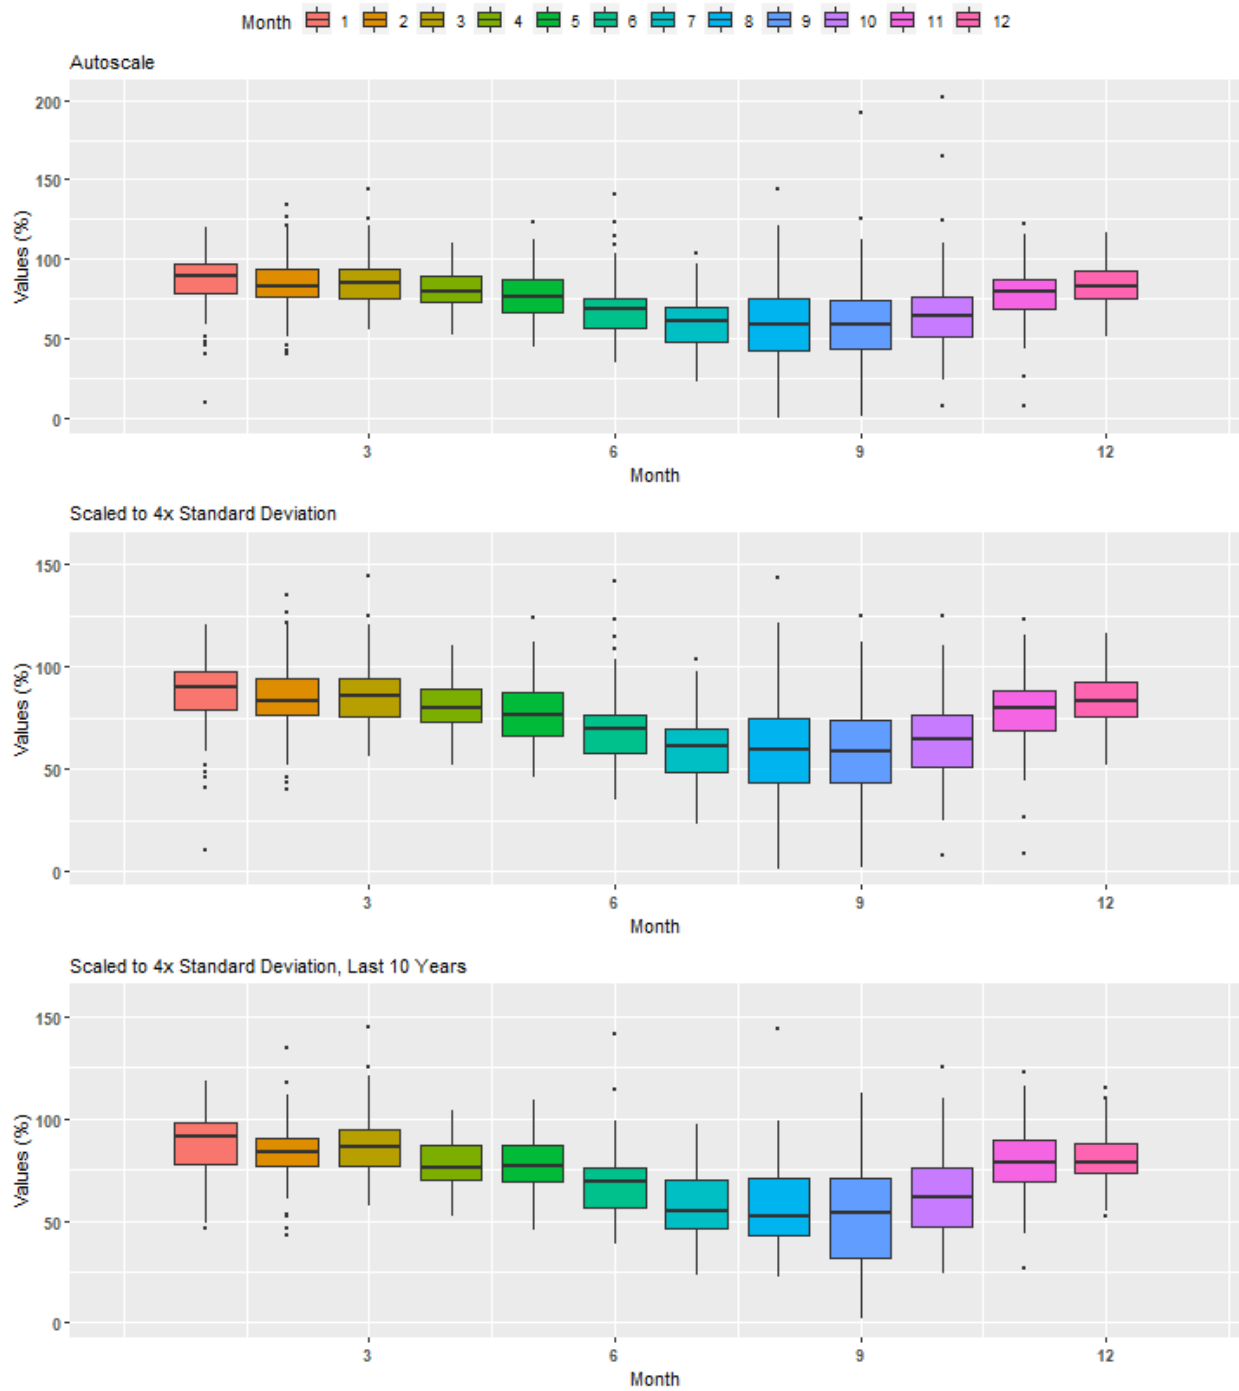 Month 1 2 3 4 5 6 7 8 9 10 11 12
Autoscale
Values (%)
200
150
100
50
0
3 6 9 12
Month
Scaled to 4x Standard Deviation
Values (%)
150
100
50
0
3 6 9 12
Month
Scaled to 4x Standard Deviation, Last 10 Years
Values (%)
150
100
50
0
3 6 9 12
Month